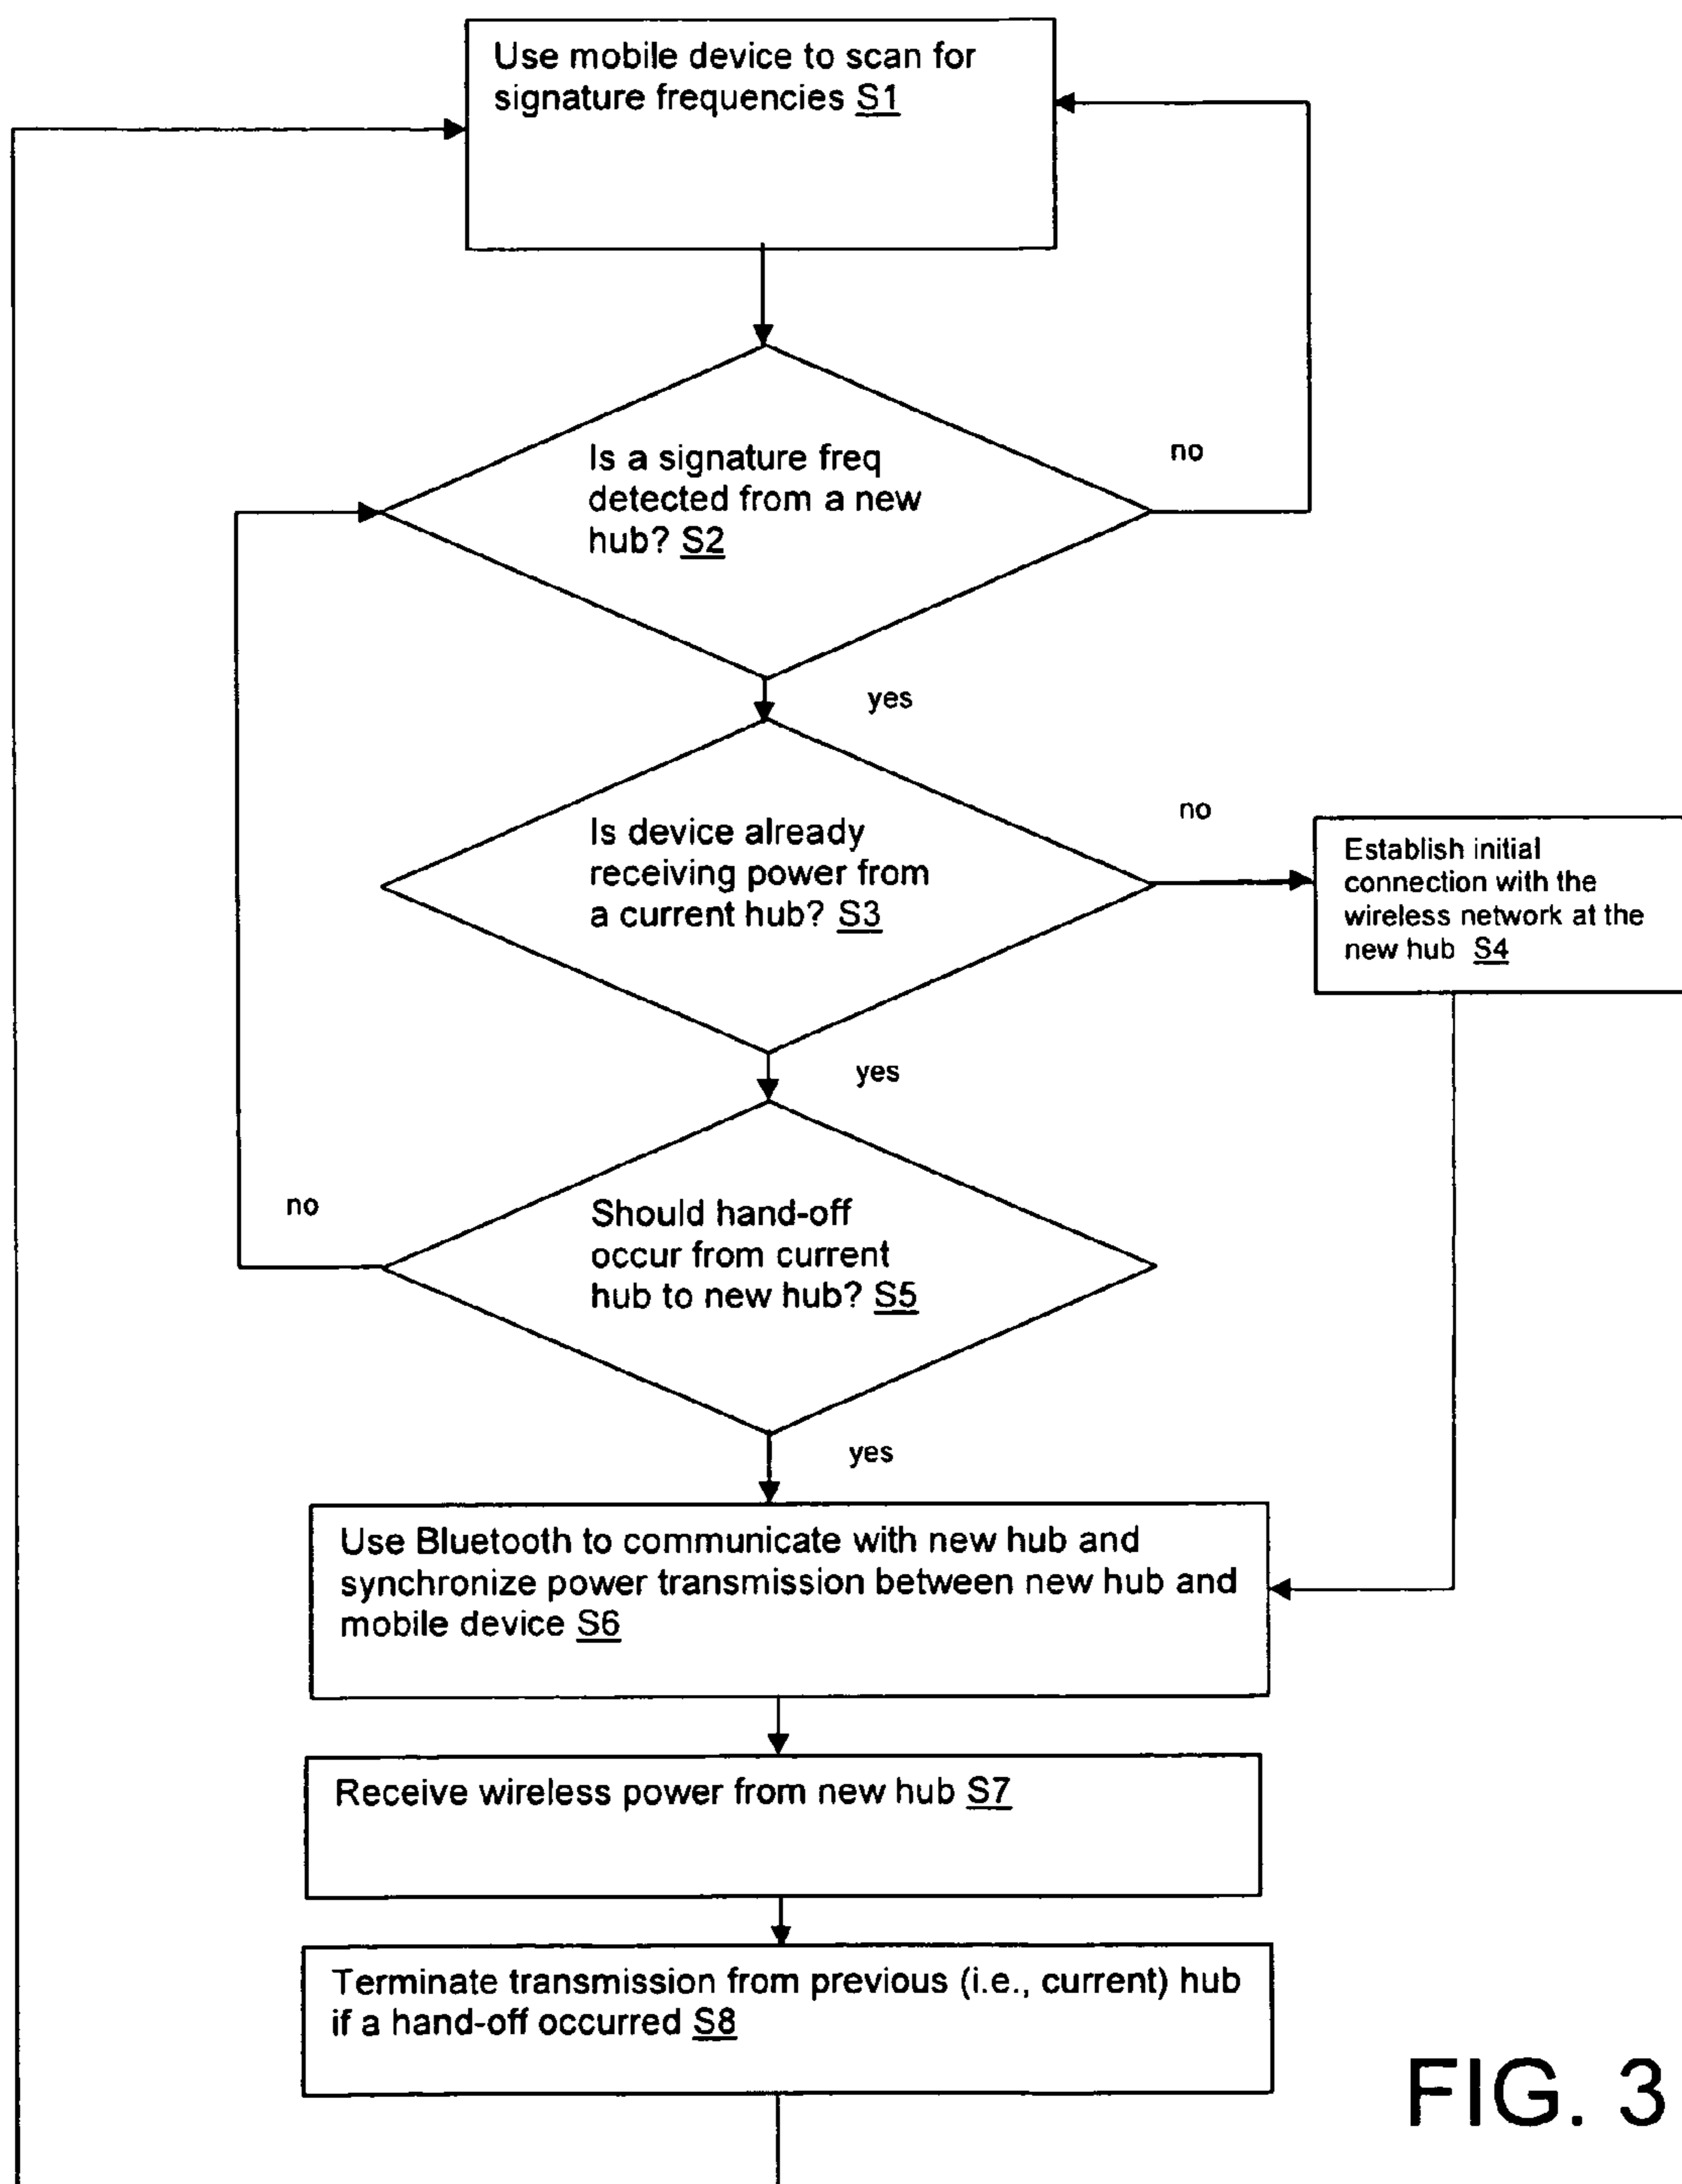 Use mobile device to scan for
signature frequencies S1
Is a signature freq
detected from a new
hub? S2
no
yes
Is device already
receiving power from
a current hub? S3
no
Establish initial
connection with the
wireless network at the
new hub S4
yes
Should hand-off
occur from current
hub to new hub? S5
no
yes
Use Bluetooth to communicate with new hub and
synchronize power transmission between new hub and
mobile device S6
Receive wireless power from new hub S7
Terminate transmission from previous (i.e., current) hub
if a hand-off occurred S8
FIG. 3